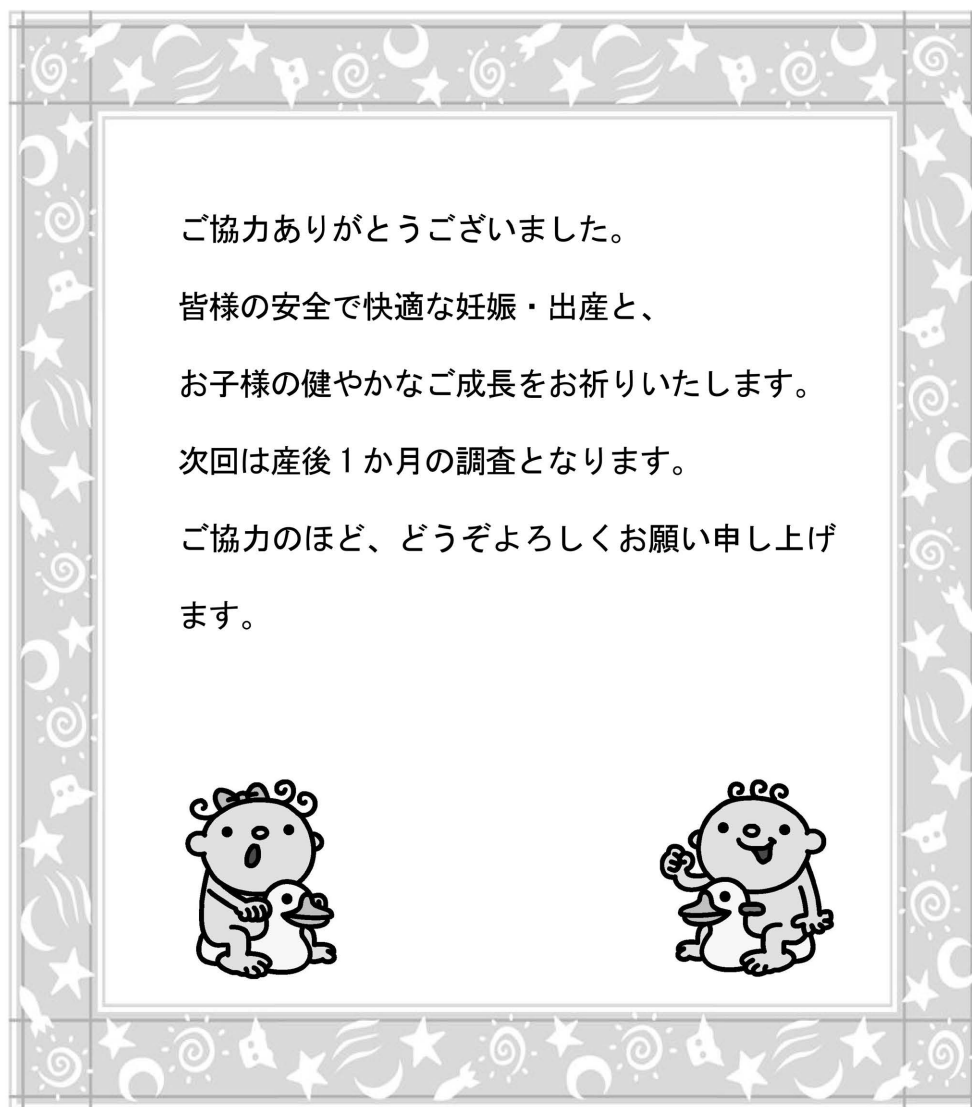 ご協力ありがとうございました。
皆様の安全で快適な妊娠・出産と、
お子様の健やかなご成長をお祈りいたします。
次回は産後１か月の調査となります。
ご協力のほど、どうぞよろしくお願い申し上げ
ます。